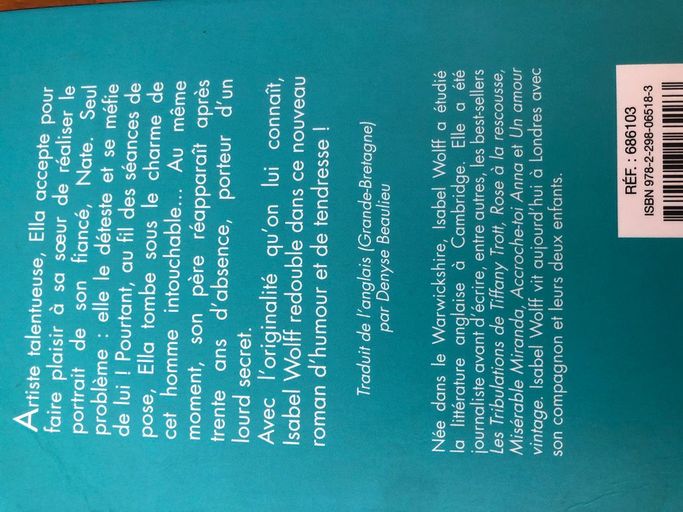 Artiste talentueuse, Ella accepte pour
faire plaisir à sa sœur de réaliser le
portrait de son fiancé, Nate. Seul
problème : elle le déteste et se méfie
de lui ! Pourtant, au fil des séances de
pose, Ella tombe sous le charme de
cet homme intouchable... Au même
moment, son père réapparaît après
trente ans d'absence, porteur d'un
lourd secret.
Avec l'originalité qu'on lui connaît,
Isabel Wolff redouble dans ce nouveau
roman d'humour et de tendresse !
Traduit de l'anglais (Grande-Bretagne)
par Denyse Beaulieu
Née dans le Warwickshire, Isabel Wolff a étudié
la littérature anglaise à Cambridge. Elle a été
journaliste avant d'écrire, entre autres, les best-sellers
Les Tribulations de Tiffany Trott, Rose à la rescousse,
Misérable Miranda, Accroche-toi Anna et Un amour
vintage. Isabel Wolff vit aujourd'hui à Londres avec
son compagnon et leurs deux enfants.
RÉF. : 686103
ISBN 978-2-298-06518-3